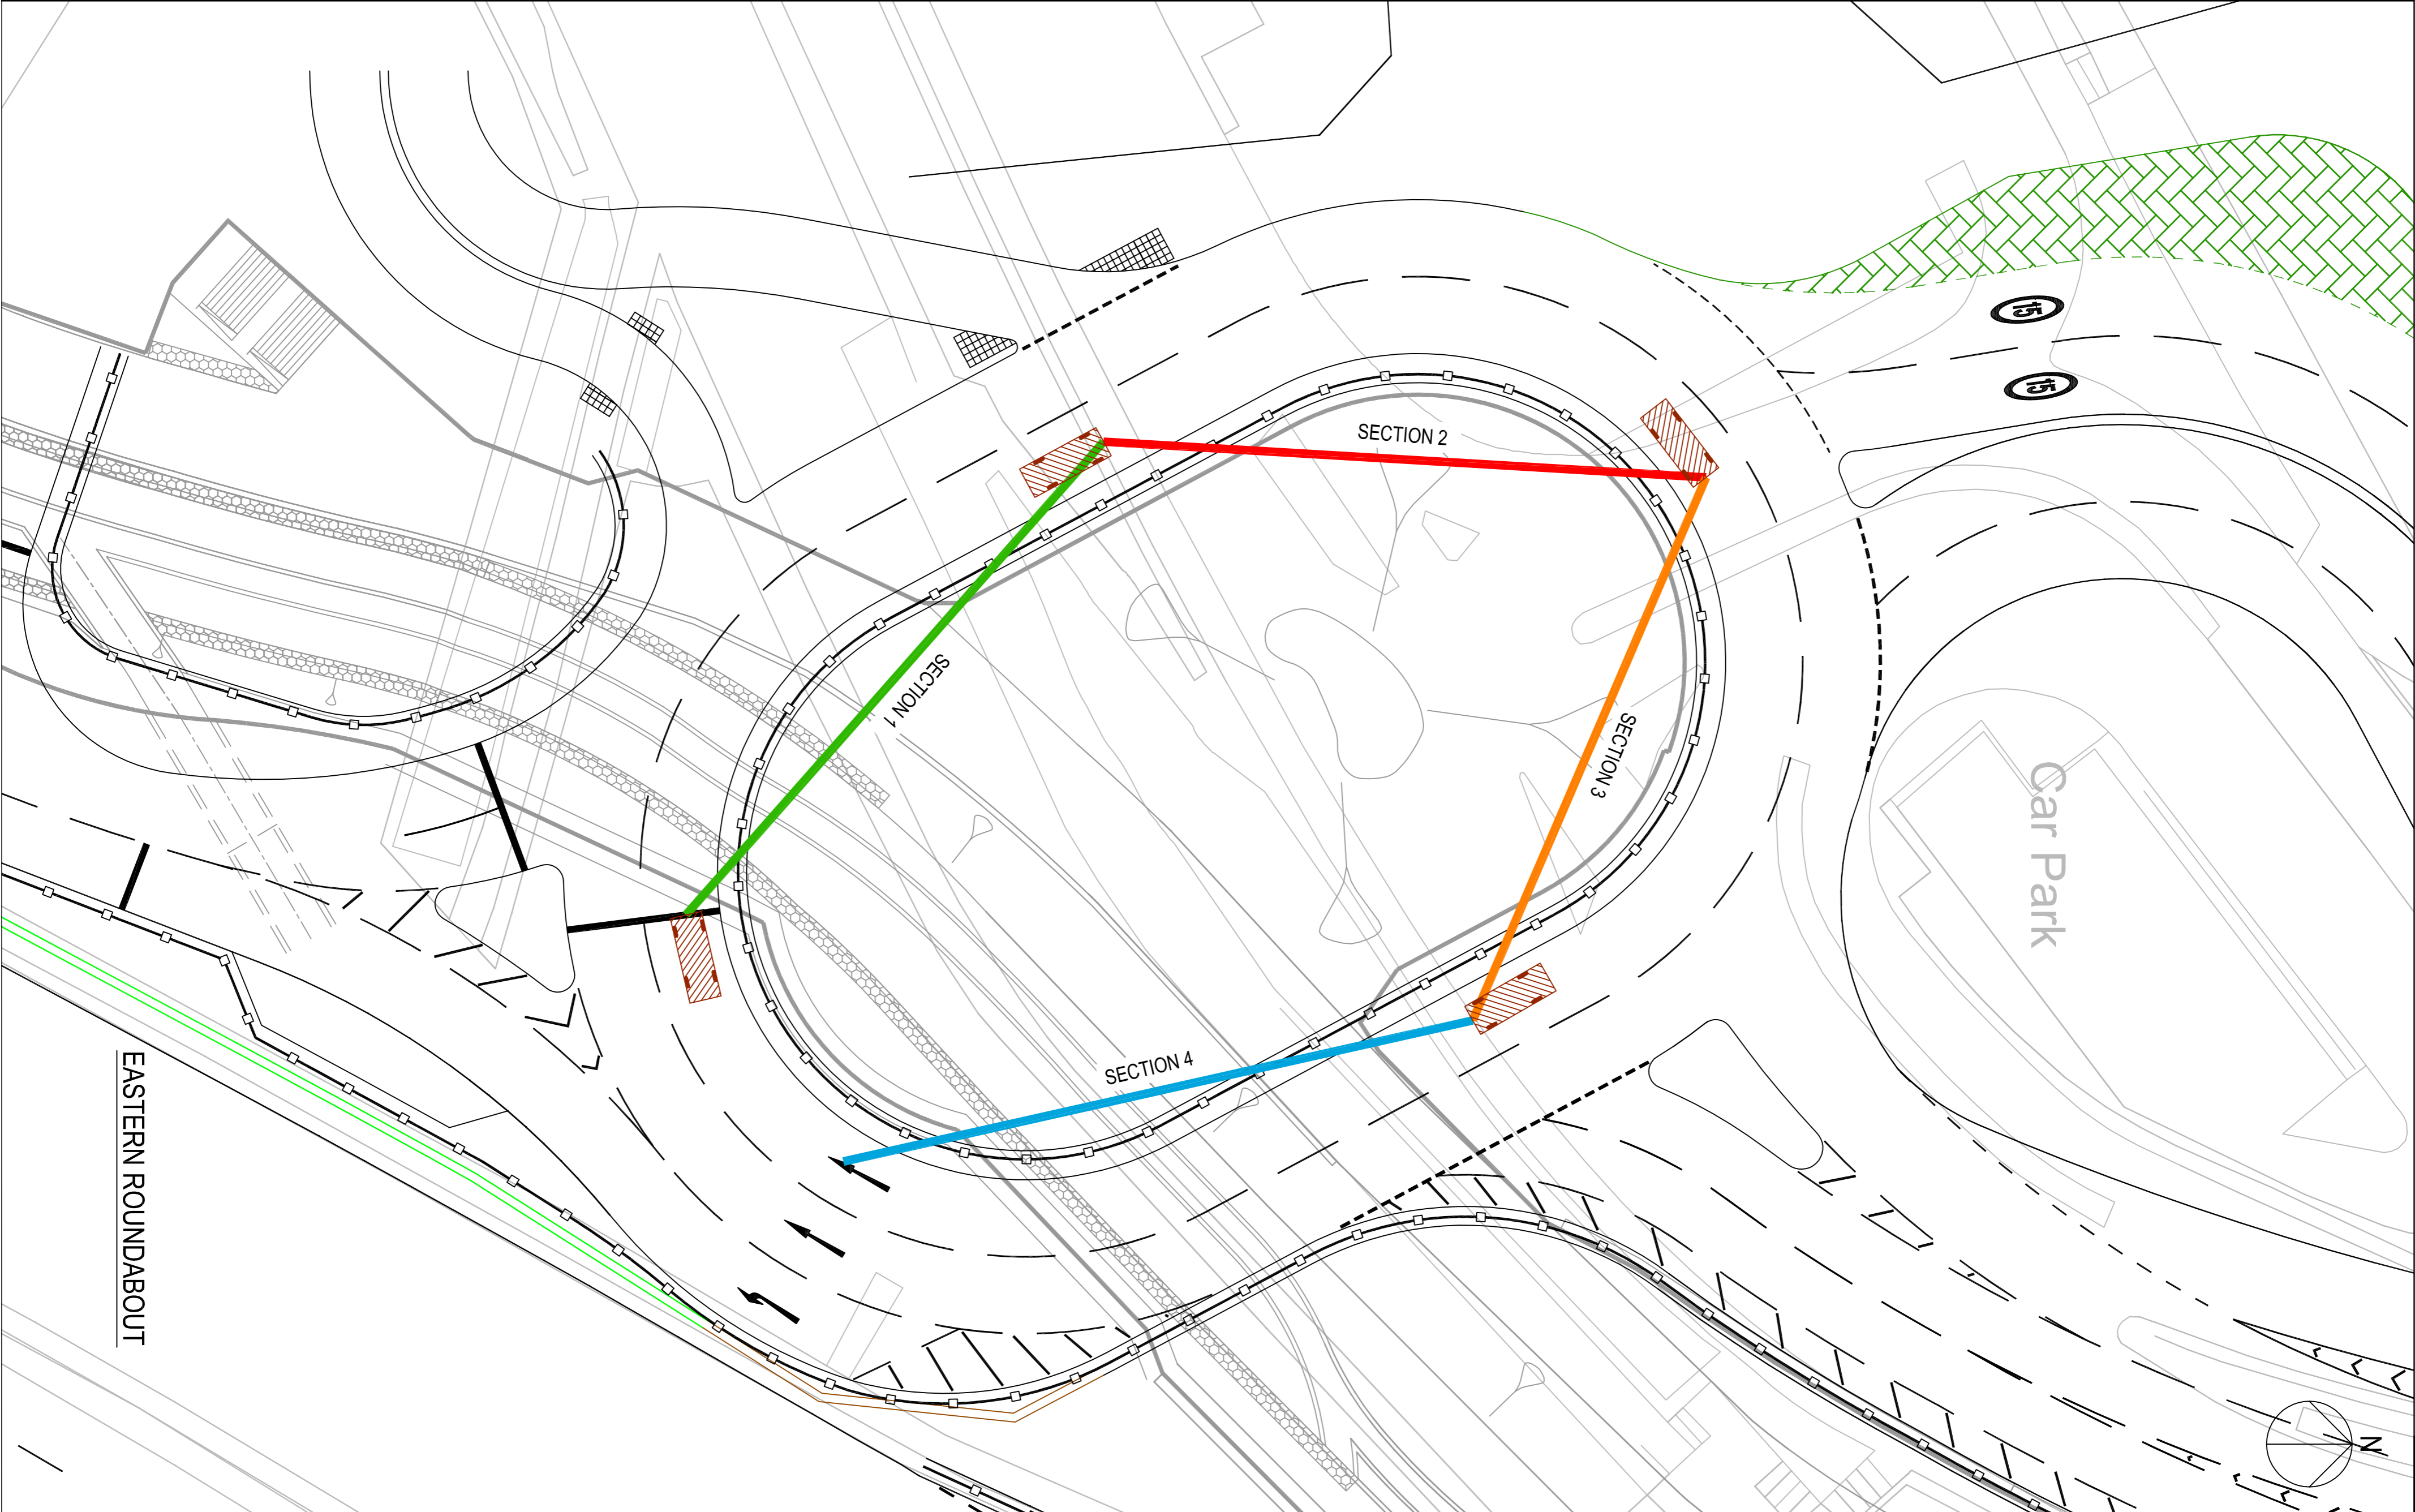 15
15
SECTION 2
SECTION 1
SECTION 3
Car Park
SECTION 4
EASTERN ROUNDABOUT
N